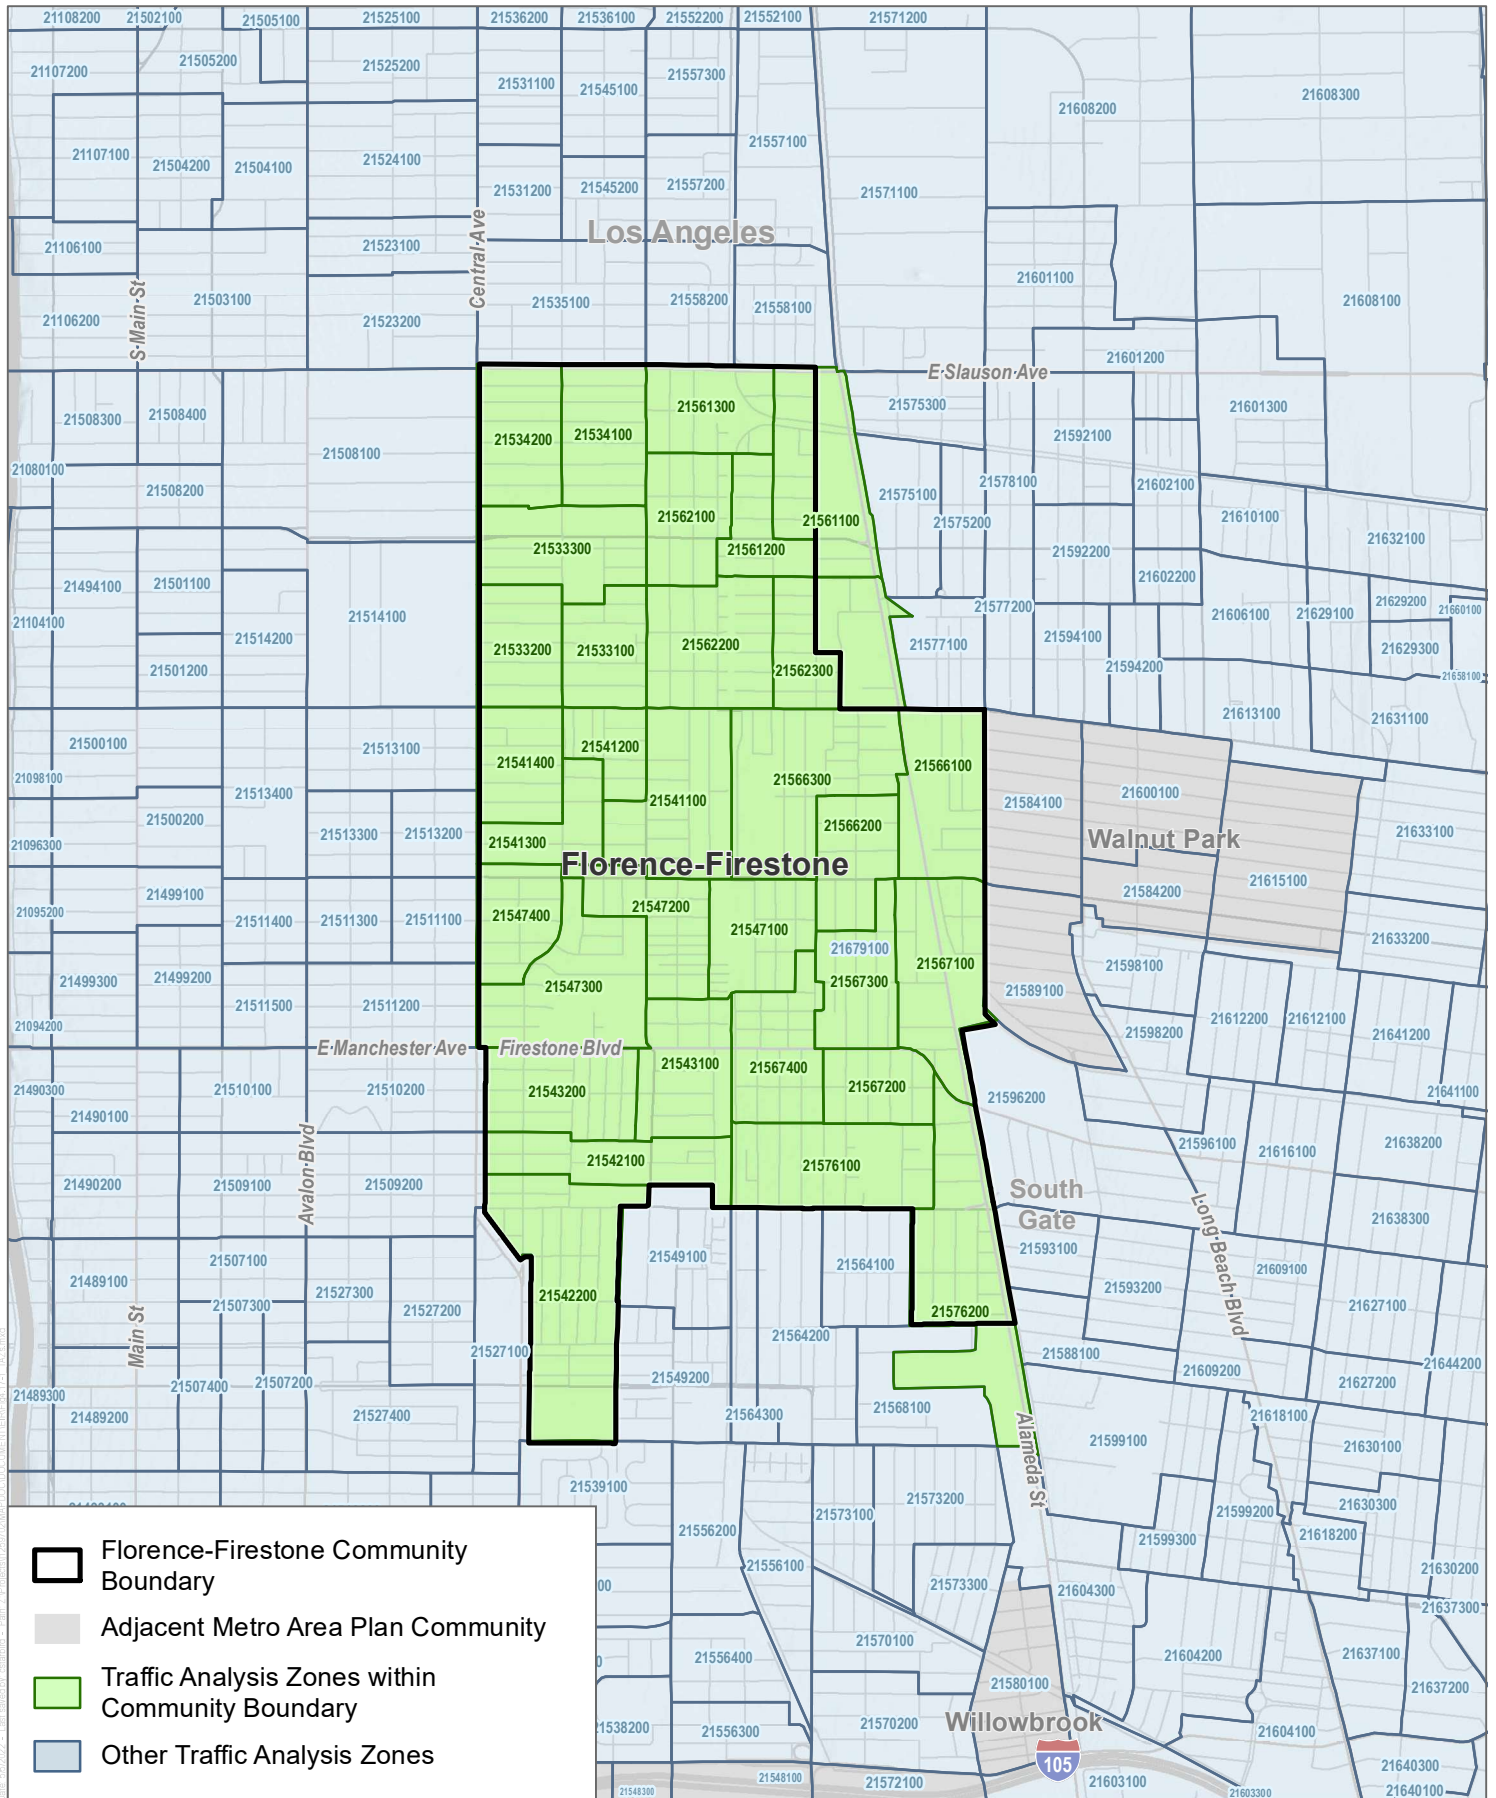 21108200 21502100 21505100 21525100 21536200 21536100 21552200 21552100 21571200
21107200 21505200 21525200 21531100 21545100 21557300 21608200 21608300
21107100 21504200 21504100 21524100 21531200 21545200 21557200 21557100 21571100
Los Angeles
21106100 21523100 Central Ave 21601100
21106200 S Main St 21503100 21523200 21535100 21558200 21558100 21608100
21601200
E Slauson Ave
21508300 21508400 21508100 21534200 21534100 21561300 21575300 21592100 21601300
21080100 21508200 21562100 21561100 21575100 21578100 21602100
21575200 21610100 21632100
21533300 21561200 21592200 21602200
21494100 21501100 21514100 21577200 21606100 21629100 21629200 21660100
21104100 21514200 21501200 21533200 21533100 21562200 21562300 21577100 21594100 21594200 21629300 21658100
21500100 21513100 21541400 21541200 21566300 21566100 21613100 21631100
21098100 21513400 21541100 21584100 21600100
21096300 21500200 21513300 21513200 21541300 21566200 21633100
Walnut Park
Florence-Firestone
21499100 21584200 21615100
21095200 21511400 21511300 21511100 21547400 21547200 21547100 21679100 21633200
21499300 21499200 21547300 21567300 21567100 21598100
21094200 21511500 21511200 21589100 21598200 21612200 21612100 21641200
E Manchester Ave Firestone Blvd
21490300 21490100 21510100 21510200 21543200 21543100 21567400 21567200 21596200 21641100
Avalon Blvd
21542100 21576100 21596100 21616100 21638200
21490200 21509100 21509200
South
Gate
Long Beach Blvd
21638300
21489100 21507100 21549100 21564100 21593100 21609100
21507300 21527300 21527200 21542200 21576200 21593200 21627100
Main St
21527100 21564200 21588100 21609200 21644200
21489300 21507400 21507200 21549200 21627200
21489200 21527400 21564300 21568100 21618100
Alameda St
21599100 21630100
21539100 21573200 21573100 21599200 21630300
21556200 21599300 21618200
21556100 21573300 21604300 21630200
21637300
21570100 21604200 21637100
21556400 21580100 21637200
21538200 21556300 21570200
Willowbrook
21604100
105
21548300 21548100 21572100 21603100 21603300 21640300
21640100
Florence-Firestone Community
Boundary
Adjacent Metro Area Plan Community
Traffic Analysis Zones within
Community Boundary
Other Traffic Analysis Zones